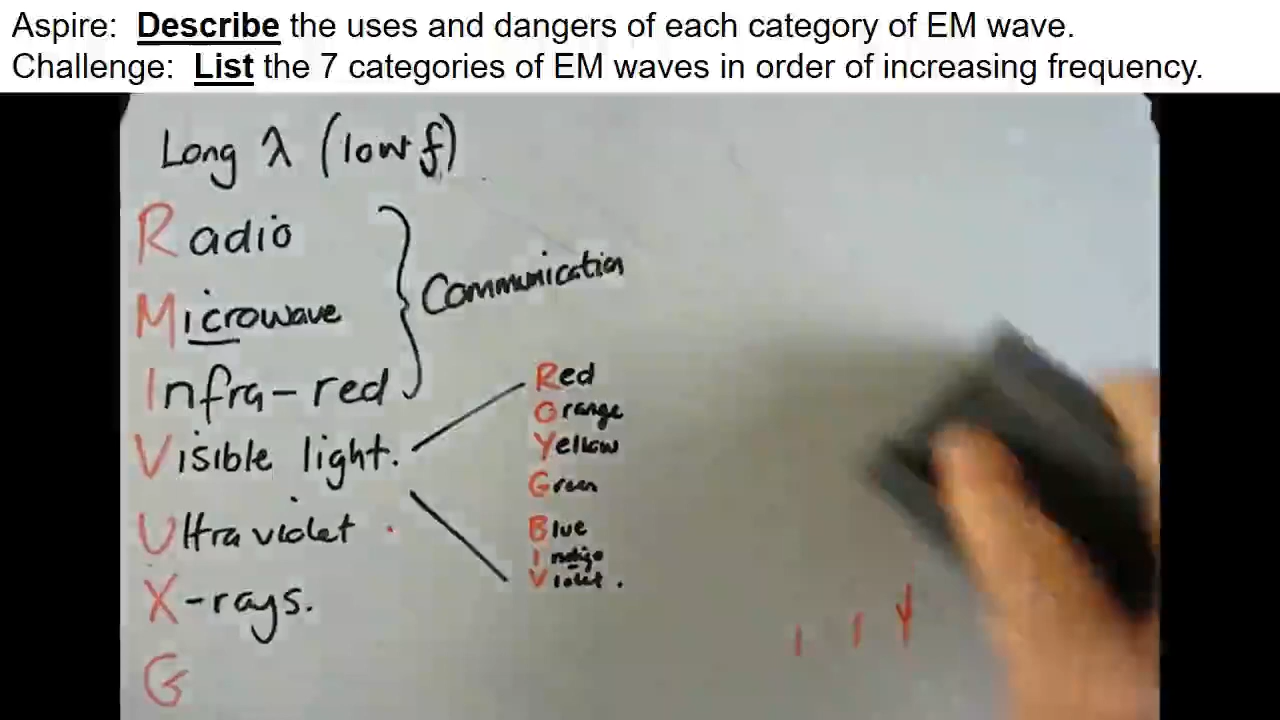 Aspire: Describe the uses and dangers of each category of EM wave.
Challenge: List the 7 categories of EM waves in order of increasing frequency.
Long λ (low f)
Radio
Microwave
Communication
Infra-red
Visible light.
Red
Orange
Yellow
Green
Blue
Indigo
Violet.
Ultraviolet
X-rays.
G